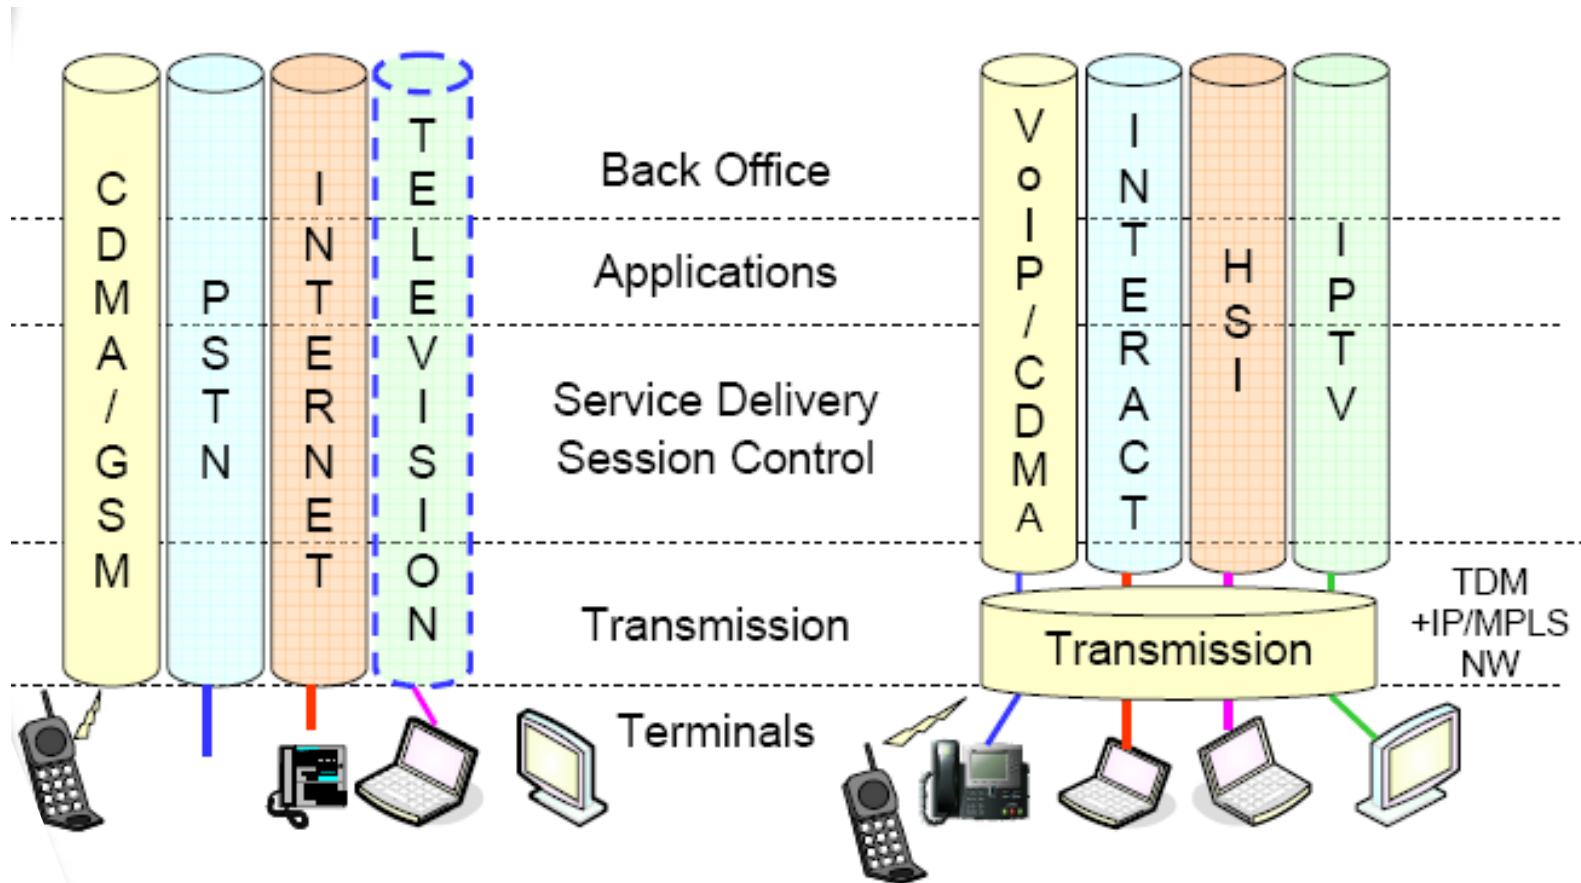 CDMA/GSM
PSTN
INTERNET
TELEVISION
Back Office
Applications
Service Delivery
Session Control
Transmission
Terminals
VoIP/CDMA
INTERACT
HSI
IPTV
Transmission
TDM
+IP/MPLS
NW